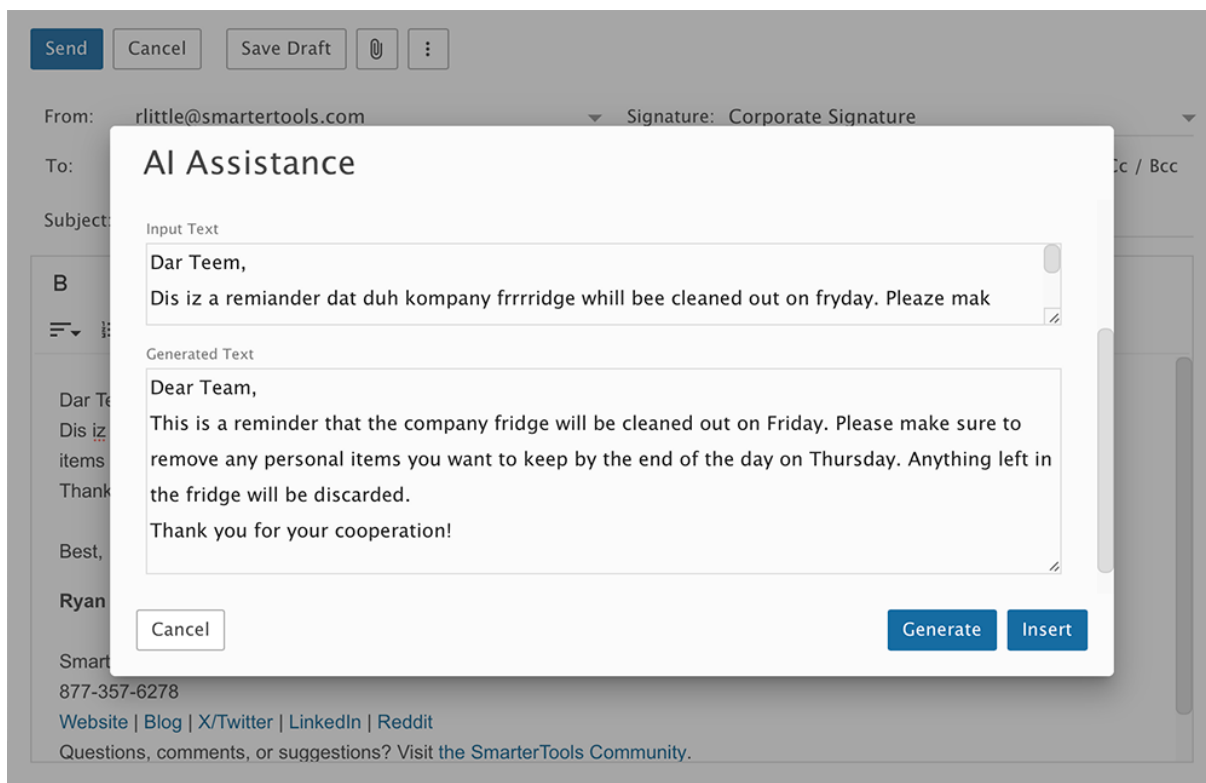 Send Cancel Save Draft
From: rlittle@smartertools.com Signature: Corporate Signature
To: Cc / Bcc
Subject:
AI Assistance
Input Text
Dar Teem,
Dis iz a remiander dat duh kompany frrrridge whill bee cleaned out on fryday. Pleaze mak
Generated Text
Dear Team,
This is a reminder that the company fridge will be cleaned out on Friday. Please make sure to
remove any personal items you want to keep by the end of the day on Thursday. Anything left in
the fridge will be discarded.
Thank you for your cooperation!
Cancel Generate Insert
B
Dar
Dis iz
items
Thank
Best,
Ryan
Smart
877-357-6278
Website | Blog | X/Twitter | LinkedIn | Reddit
Questions, comments, or suggestions? Visit the SmarterTools Community.